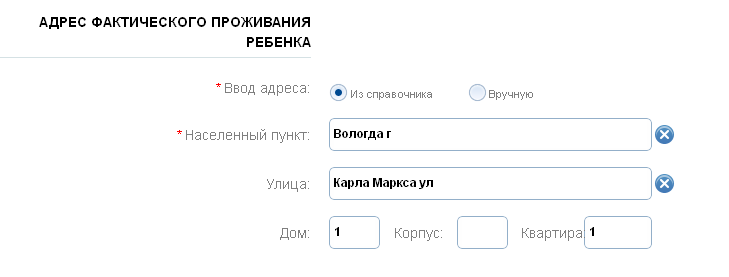 АДРЕС ФАКТИЧЕСКОГО ПРОЖИВАНИЯ
РЕБЕНКА
* Ввод адреса: Из справочника Вручную
* Населенный пункт: Вологда г
Улица: Карла Маркса ул
Дом: 1 Корпус: Квартира 1